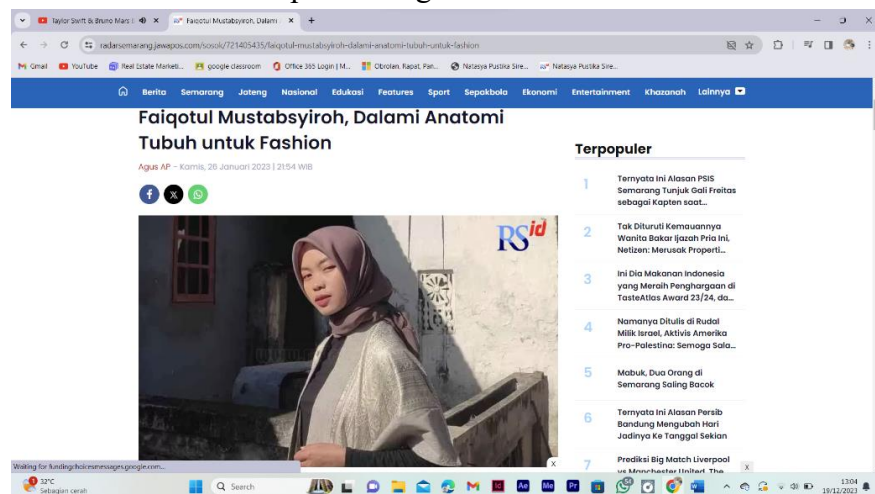 Taylor Swift & Bruno Mars
Faiqotul Mustabsyiroh, Dalami
radarsemarang.jawapos.com/sosok/721405435/faiqotul-mustabsyiroh-dalami-anatomi-tubuh-untuk-fashion
Gmail YouTube Real Estate Marketi... google classroom Office 365 Login | M... Obrolan, Rapat, Pan... Natasya Pustika Sire... Natasya Pustika Sire...
Berita Semarang Jateng Nasional Edukasi Features Sport Sepakbola Ekonomi Entertainment Khazanah Lainnya
Faiqotul Mustabsyiroh, Dalami Anatomi
Tubuh untuk Fashion
Agus AP - Kamis, 26 Januari 2023 | 21:54 WIB
RSid
Terpopuler
1
Ternyata Ini Alasan PSIS
Semarang Tunjuk Gali Freitas
sebagai Kapten saat...
2
Tak Dituruti Kemauannya
Wanita Bakar Ijazah Pria Ini,
Netizen: Merusak Properti...
3
Ini Dia Makanan Indonesia
yang Meraih Penghargaan di
TasteAtlas Award 23/24, da...
4
Namanya Ditulis di Rudal
Milik Israel, Aktivis Amerika
Pro-Palestina: Semoga Sala...
5
Mabuk, Dua Orang di
Semarang Saling Bacok
6
Ternyata Ini Alasan Persib
Bandung Mengubah Hari
Jadinya Ke Tanggal Sekian
7
Prediksi Big Match Liverpool
vs Manchester United, The
Waiting for fundingchoicesmessages.google.com...
32°C
Sebagian cerah
Search
13:04
19/12/2023